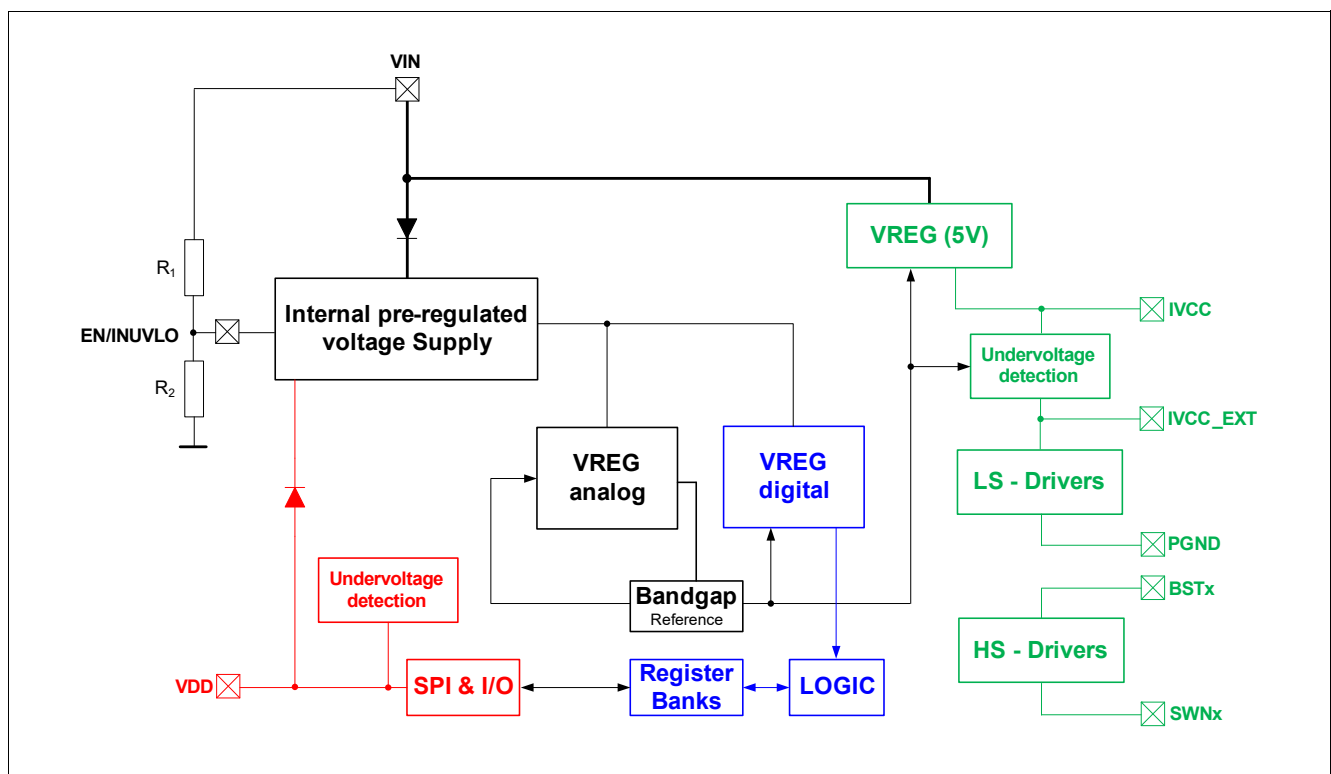 VIN
VREG (5V)
R1
Internal pre-regulated
voltage Supply
IVCC
EN/INUVLO
Undervoltage
detection
R2
IVCC_EXT
VREG
analog
VREG
digital
LS - Drivers
PGND
Undervoltage
detection
Bandgap
Reference
BSTx
HS - Drivers
VDD
SPI & I/O
Register
Banks
LOGIC
SWNx